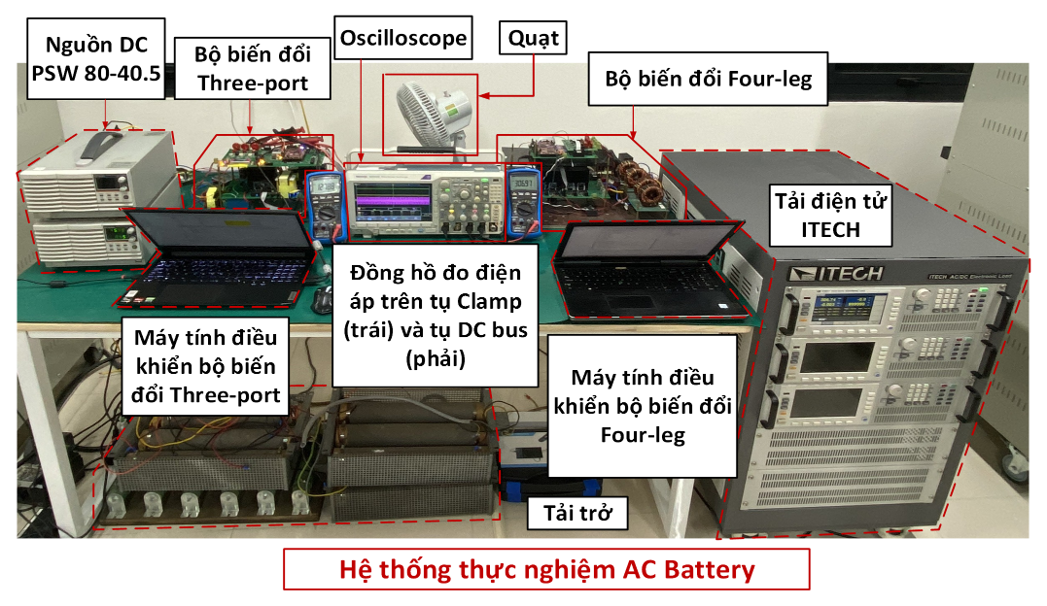 Nguồn DC
PSW 80-40.5
Bộ biến đổi
Three-port
Oscilloscope
Quạt
Bộ biến đổi Four-leg
Tải điện tử
ITECH
ITECH
ITECH AC/DC Electronic Load
Đồng hồ đo điện
áp trên tụ Clamp
(trái) và tụ DC bus
(phải)
Máy tính điều
khiển bộ biến
đổi Three-port
Máy tính điều
khiển bộ biến đổi
Four-leg
Tải trở
Hệ thống thực nghiệm AC Battery